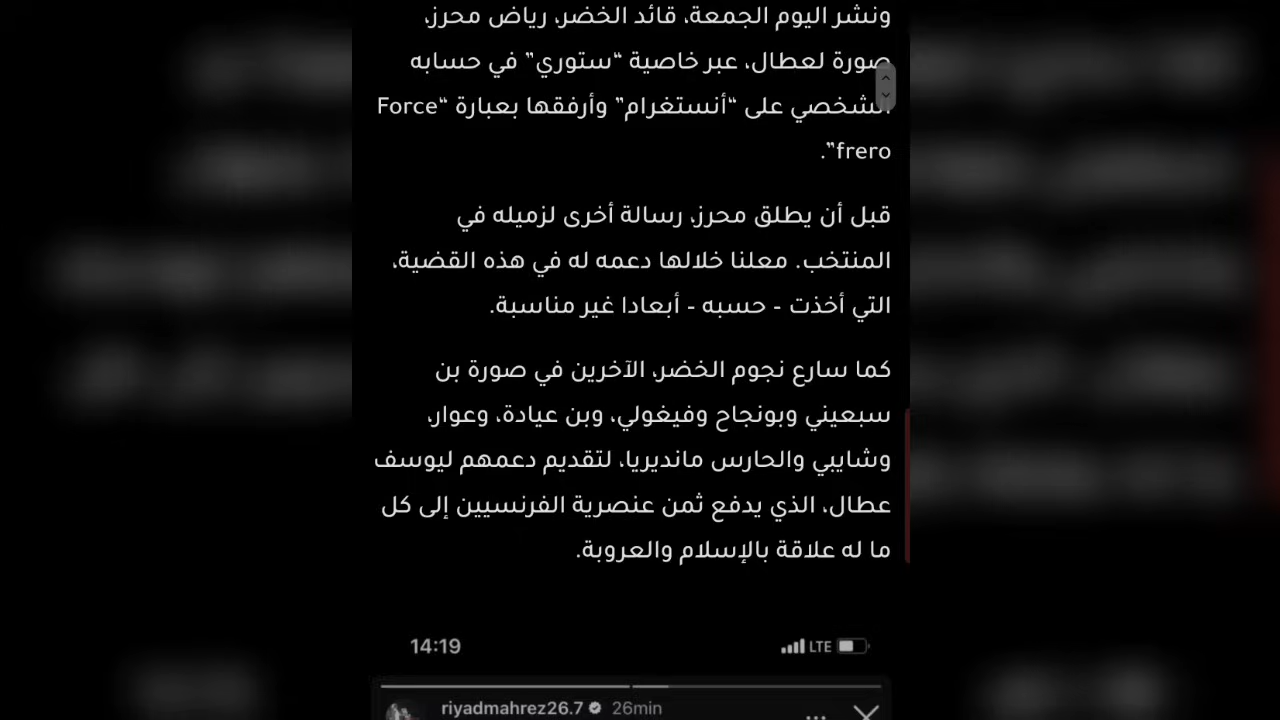 ونشر اليوم الجمعة، قائد الخضر، رياض محرز،
صورة لعطال، عبر خاصية “ستوري” في حسابه
الشخصي على “أنستغرام” وأرفقها بعبارة “Force
frero”.
قبل أن يطلق محرز، رسالة أخرى لزميله في
المنتخب. معلنا خلالها دعمه له في هذه القضية،
التي أخذت – حسبه – أبعادا غير مناسبة.
كما سارع نجوم الخضر، الآخرين في صورة بن
سبعيني وبونجاح وفيغولي، وبن عيادة، وعوار،
وشايبي والحارس مانديريا، لتقديم دعمهم ليوسف
عطال، الذي يدفع ثمن عنصرية الفرنسيين إلى كل
ما له علاقة بالإسلام والعروبة.
14:19 LTE
riyadmahrez26.7 26min